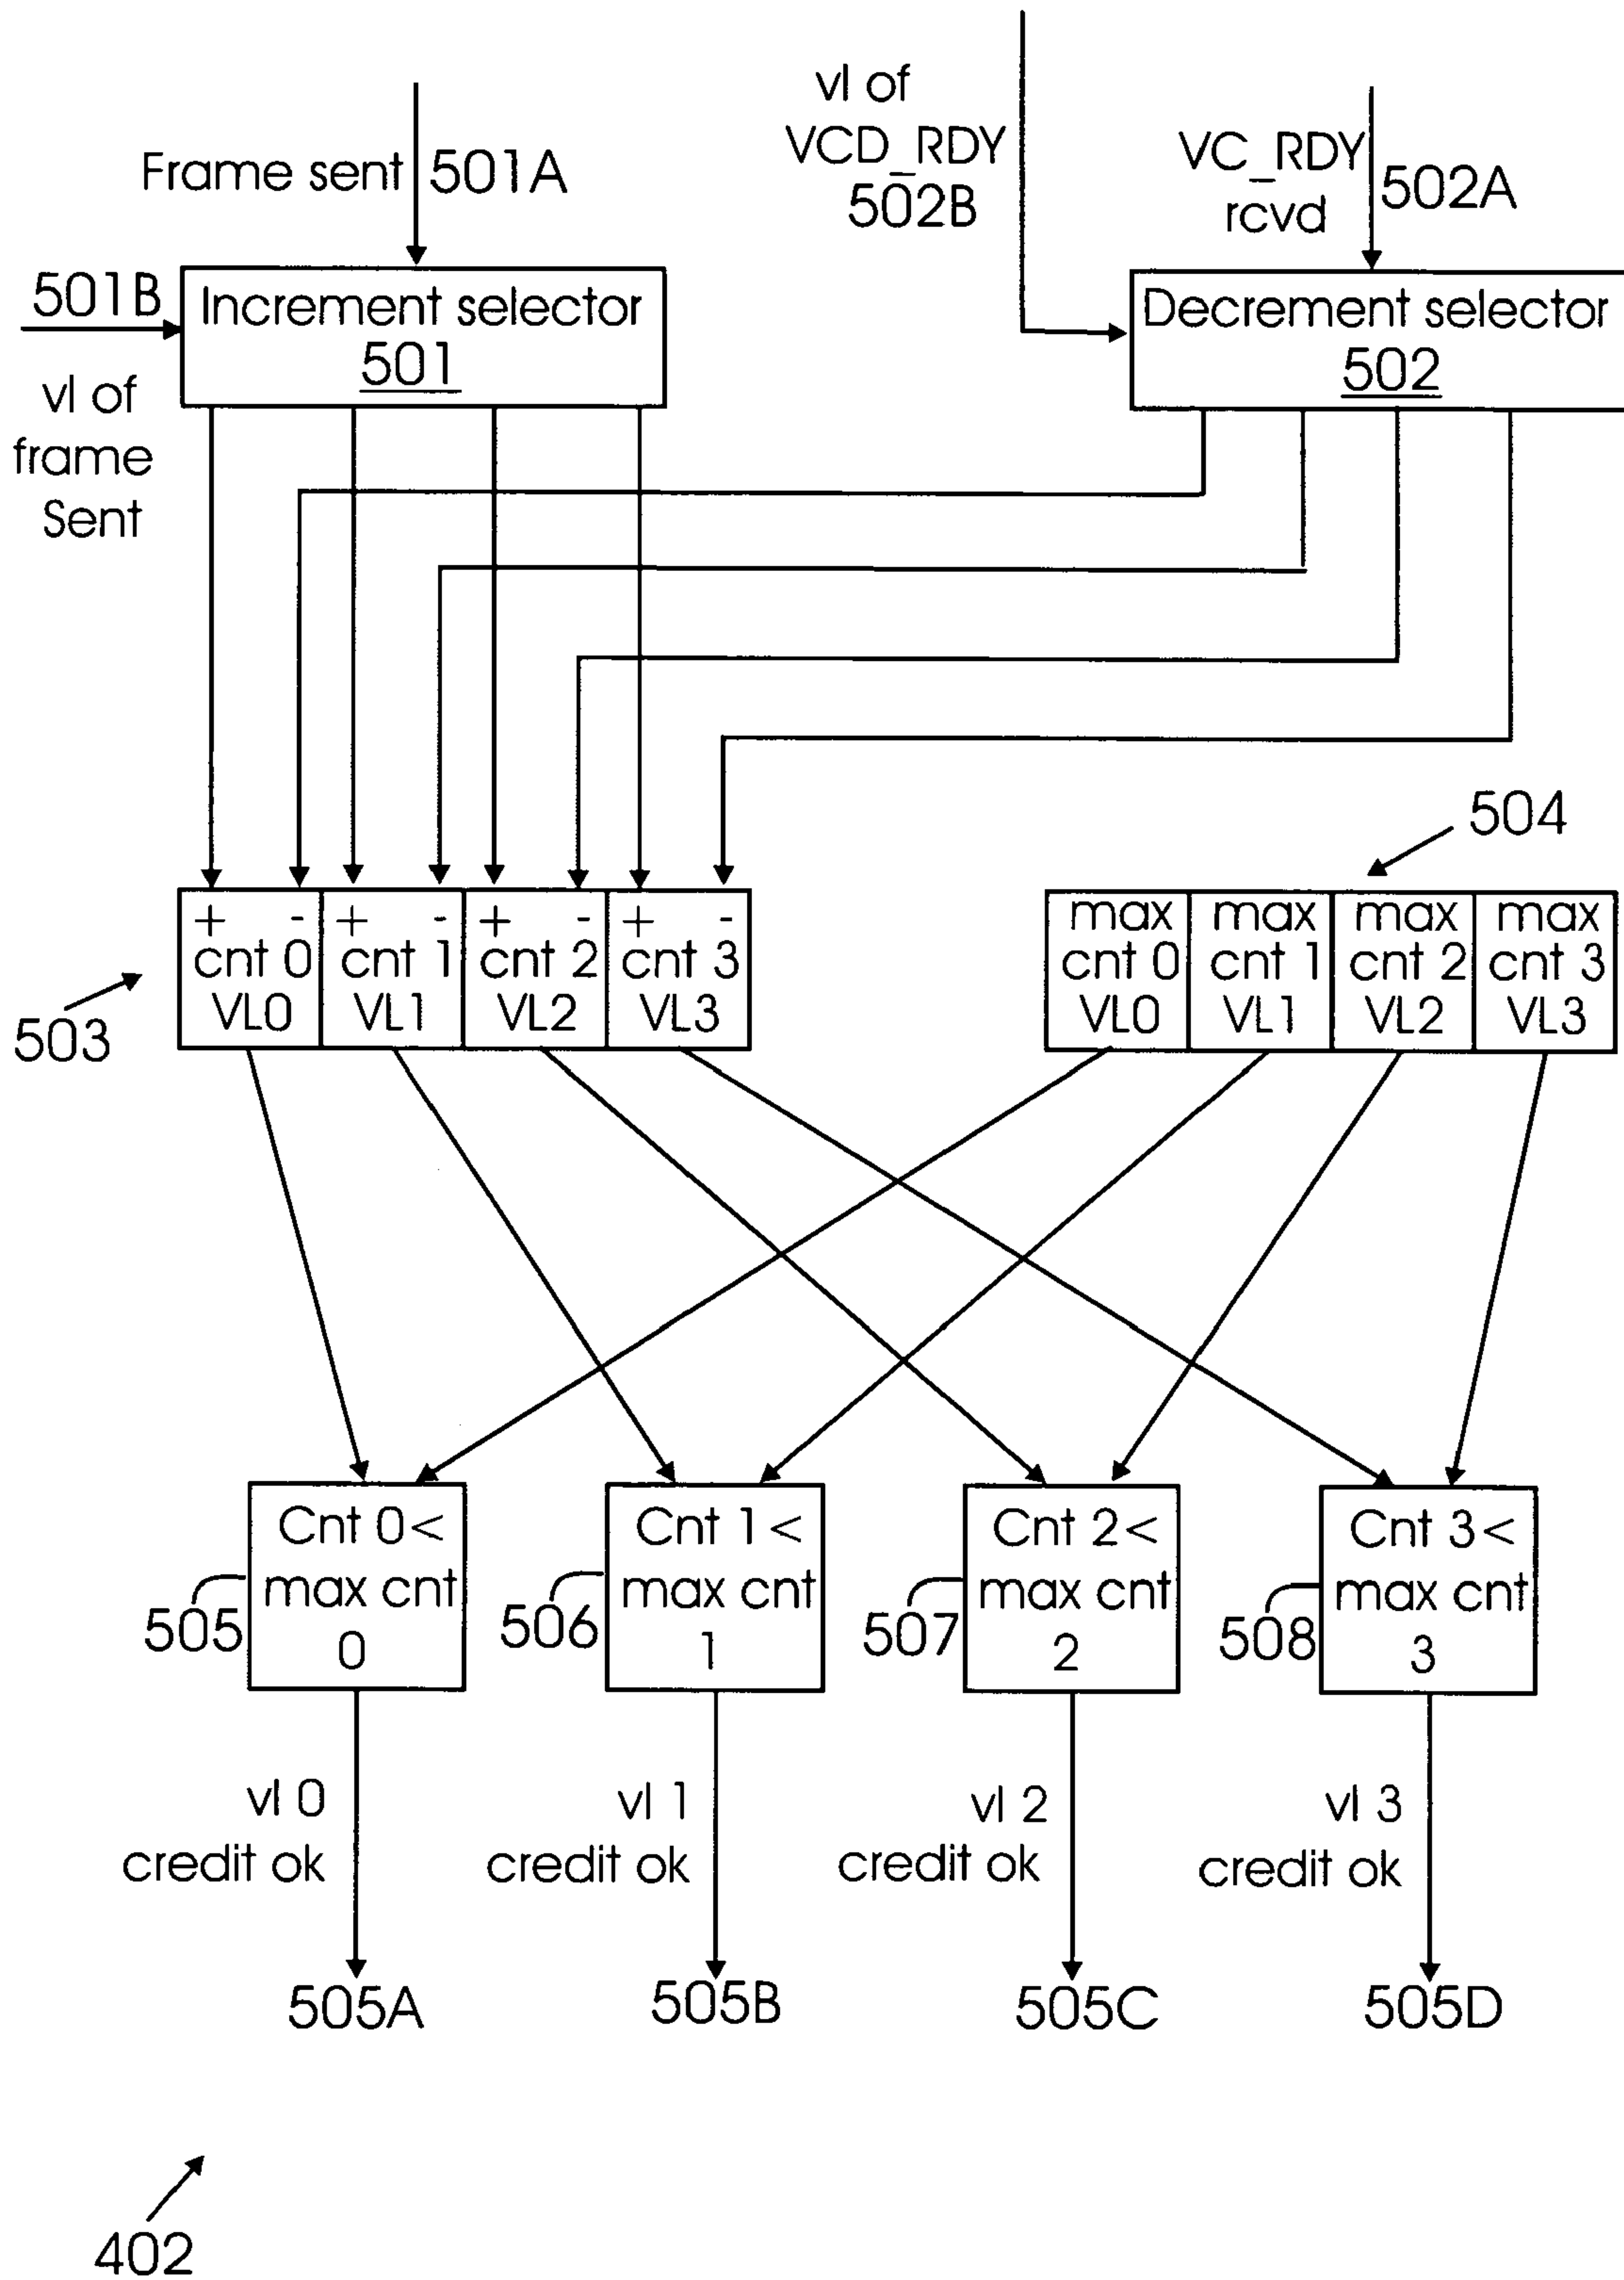 vl of
VCD_RDY
502B
VC_RDY
rcvd
502A
Frame sent
501A
501B
vl of
frame
Sent
Increment selector
501
Decrement selector
502
504
503
+ - + - + - + -
cnt 0 cnt 1 cnt 2 cnt 3
VL0 VL1 VL2 VL3
max max max max
cnt 0 cnt 1 cnt 2 cnt 3
VL0 VL1 VL2 VL3
Cnt 0<
max cnt
0
505
Cnt 1<
max cnt
1
506
Cnt 2<
max cnt
2
507
Cnt 3<
max cnt
3
508
vl 0
credit ok
vl 1
credit ok
vl 2
credit ok
vl 3
credit ok
505A
505B
505C
505D
402